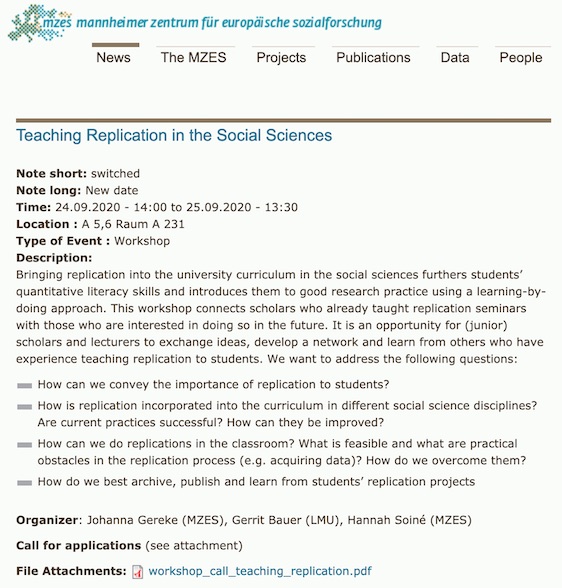 mzes mannheimer zentrum für europäische sozialforschung
News The MZES Projects Publications Data People
Teaching Replication in the Social Sciences
Note short: switched
Note long: New date
Time: 24.09.2020 - 14:00 to 25.09.2020 - 13:30
Location : A 5,6 Raum A 231
Type of Event : Workshop
Description:
Bringing replication into the university curriculum in the social sciences furthers students’
quantitative literacy skills and introduces them to good research practice using a learning-by-
doing approach. This workshop connects scholars who already taught replication seminars
with those who are interested in doing so in the future. It is an opportunity for (junior)
scholars and lecturers to exchange ideas, develop a network and learn from others who have
experience teaching replication to students. We want to address the following questions:
How can we convey the importance of replication to students?
How is replication incorporated into the curriculum in different social science disciplines?
Are current practices successful? How can they be improved?
How can we do replications in the classroom? What is feasible and what are practical
obstacles in the replication process (e.g. acquiring data)? How do we overcome them?
How do we best archive, publish and learn from students’ replication projects
Organizer: Johanna Gereke (MZES), Gerrit Bauer (LMU), Hannah Soiné (MZES)
Call for applications (see attachment)
File Attachments: workshop_call_teaching_replication.pdf